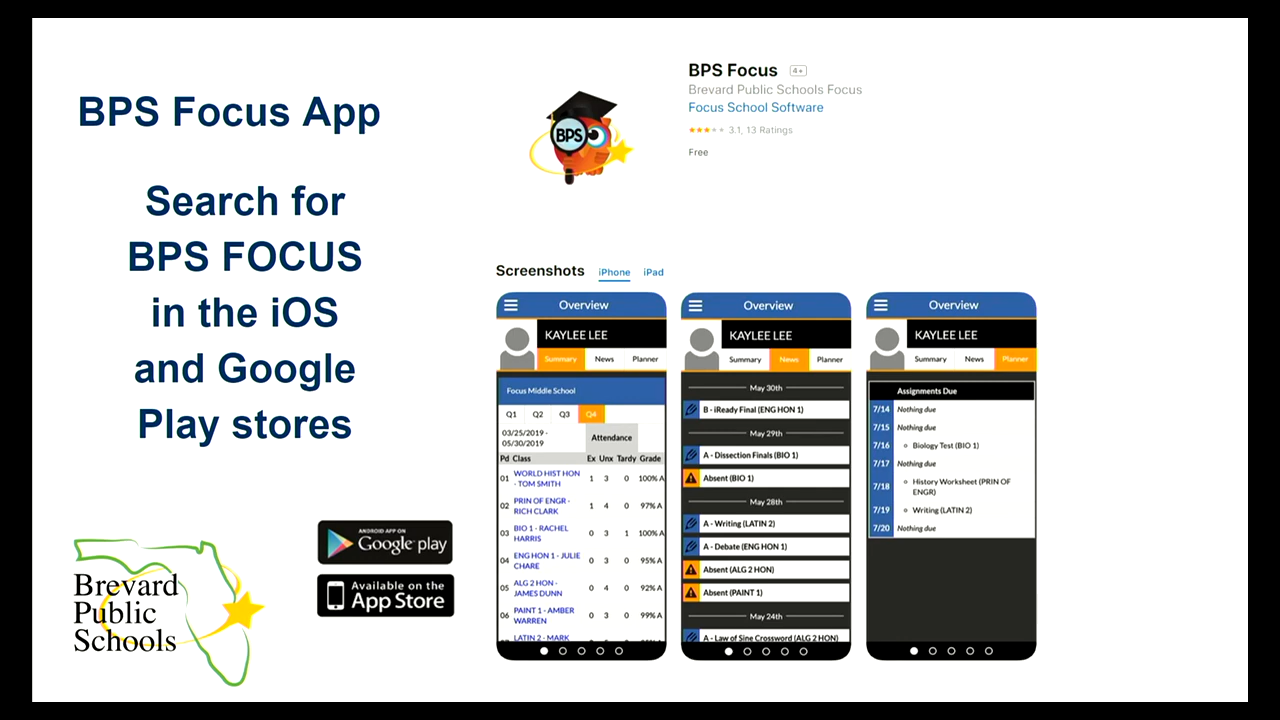 BPS Focus App
Search for
BPS FOCUS
in the iOS
and Google
Play stores
Brevard
Public
Schools
ANDROID APP ON
Google play
Available on the
App Store
BPS
BPS Focus 4+
Brevard Public Schools Focus
Focus School Software
3.1, 13 Ratings
Free
Screenshots iPhone iPad
Overview
KAYLEE LEE
Summary News Planner
Focus Middle School
Q1 Q2 Q3 Q4
03/25/2019 -
05/30/2019
Attendance
Pd Class Ex Unx Tardy Grade
01 WORLD HIST HON
- TOM SMITH 1 3 0 100% A
02 PRIN OF ENGR -
RICH CLARK 1 4 0 97% A
03 BIO 1 - RACHEL
HARRIS 0 3 1 100% A
04 ENG HON 1 - JULIE
CHARE 0 3 0 95% A
05 ALG 2 HON -
JAMES DUNN 0 4 0 92% A
06 PAINT 1 - AMBER
WARREN 0 3 0 99% A
LATIN 2 - MARK
Overview
KAYLEE LEE
Summary News Planner
May 30th
B - iReady Final (ENG HON 1)
May 29th
A - Dissection Finals (BIO 1)
Absent (BIO 1)
May 28th
A - Writing (LATIN 2)
A - Debate (ENG HON 1)
Absent (ALG 2 HON)
Absent (PAINT 1)
May 24th
A - Law of Sine Crossword (ALG 2 HON)
Overview
KAYLEE LEE
Summary News Planner
Assignments Due
7/14 Nothing due
7/15 Nothing due
7/16 Biology Test (BIO 1)
7/17 Nothing due
7/18 History Worksheet (PRIN OF
ENGR)
7/19 Writing (LATIN 2)
7/20 Nothing due